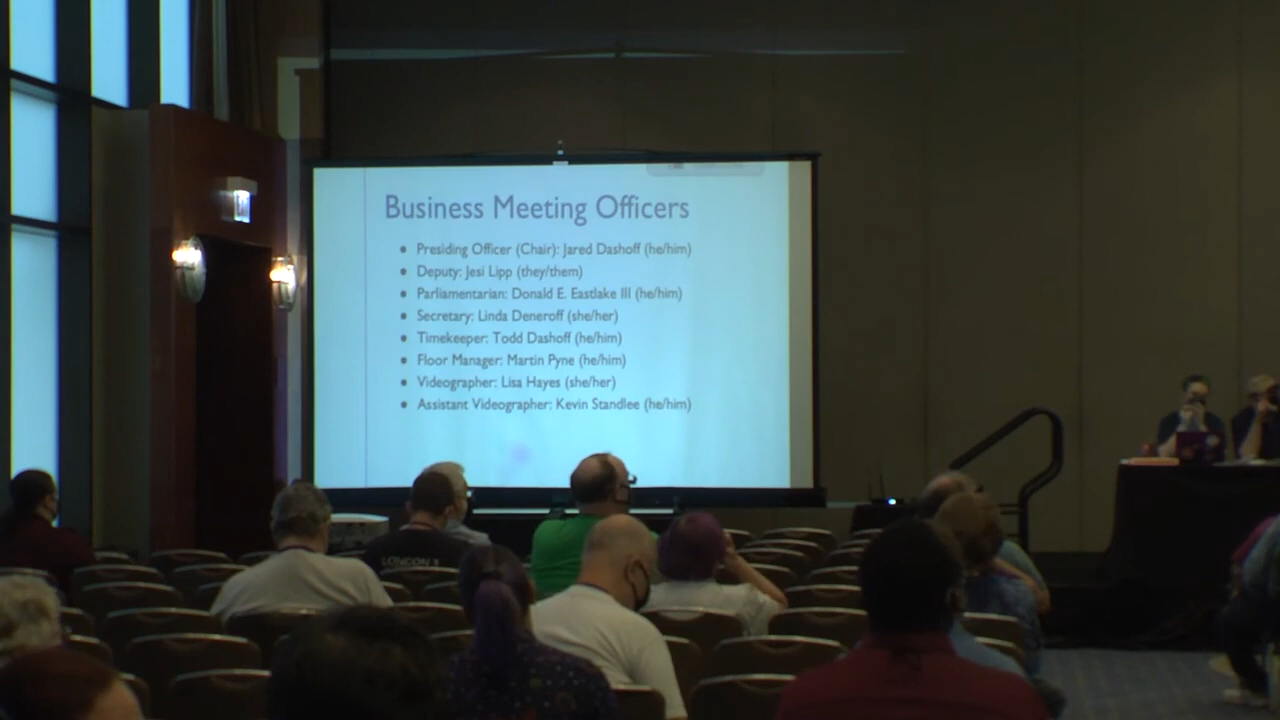 Business Meeting Officers
• Presiding Officer (Chair): Jared Dashoff (he/him)
• Deputy: Jesi Lipp (they/them)
• Parliamentarian: Donald E. Eastlake III (he/him)
• Secretary: Linda Deneroff (she/her)
• Timekeeper: Todd Dashoff (he/him)
• Floor Manager: Martin Pyne (he/him)
• Videographer: Lisa Hayes (she/her)
• Assistant Videographer: Kevin Standlee (he/him)
LONDON